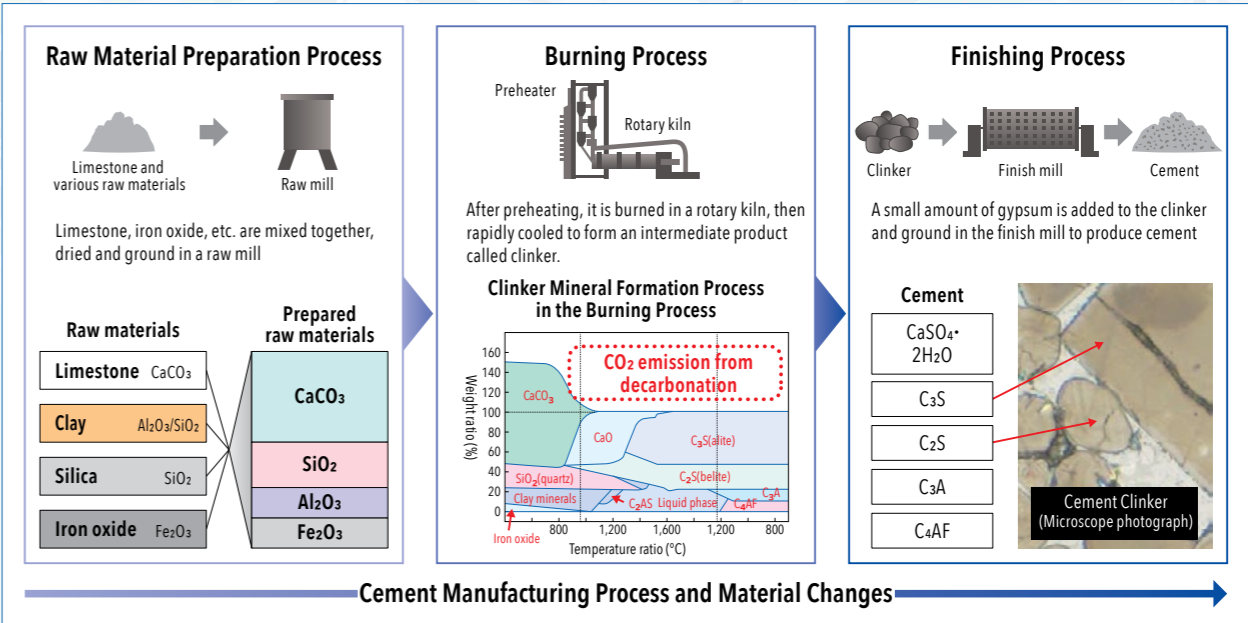 Raw Material Preparation Process
Limestone and
various raw materials
Raw mill
Limestone, iron oxide, etc. are mixed together,
dried and ground in a raw mill
Raw materials
Prepared
raw materials
Limestone CaCO₃
Clay Al₂O₃/SiO₂
Silica SiO₂
Iron oxide Fe₂O₃
CaCO₃
SiO₂
Al₂O₃
Fe₂O₃
Burning Process
Preheater
Rotary kiln
After preheating, it is burned in a rotary kiln, then
rapidly cooled to form an intermediate product
called clinker.
Clinker Mineral Formation Process
in the Burning Process
Weight ratio (%)
160
140
120
100
80
60
40
20
0
CO₂ emission from
decarbonation
CaCO₃
CaO
C₃S(alite)
SiO₂(quartz)
C₂S(belite)
Clay minerals
C₂AS
Liquid phase
C₄AF
C₃A
Iron oxide
800 1,200 1,600 1,200 800
Temperature ratio (°C)
Finishing Process
Clinker
Finish mill
Cement
A small amount of gypsum is added to the clinker
and ground in the finish mill to produce cement
Cement
CaSO₄•
2H₂O
C₃S
C₂S
C₃A
C₄AF
Cement Clinker
(Microscope photograph)
Cement Manufacturing Process and Material Changes